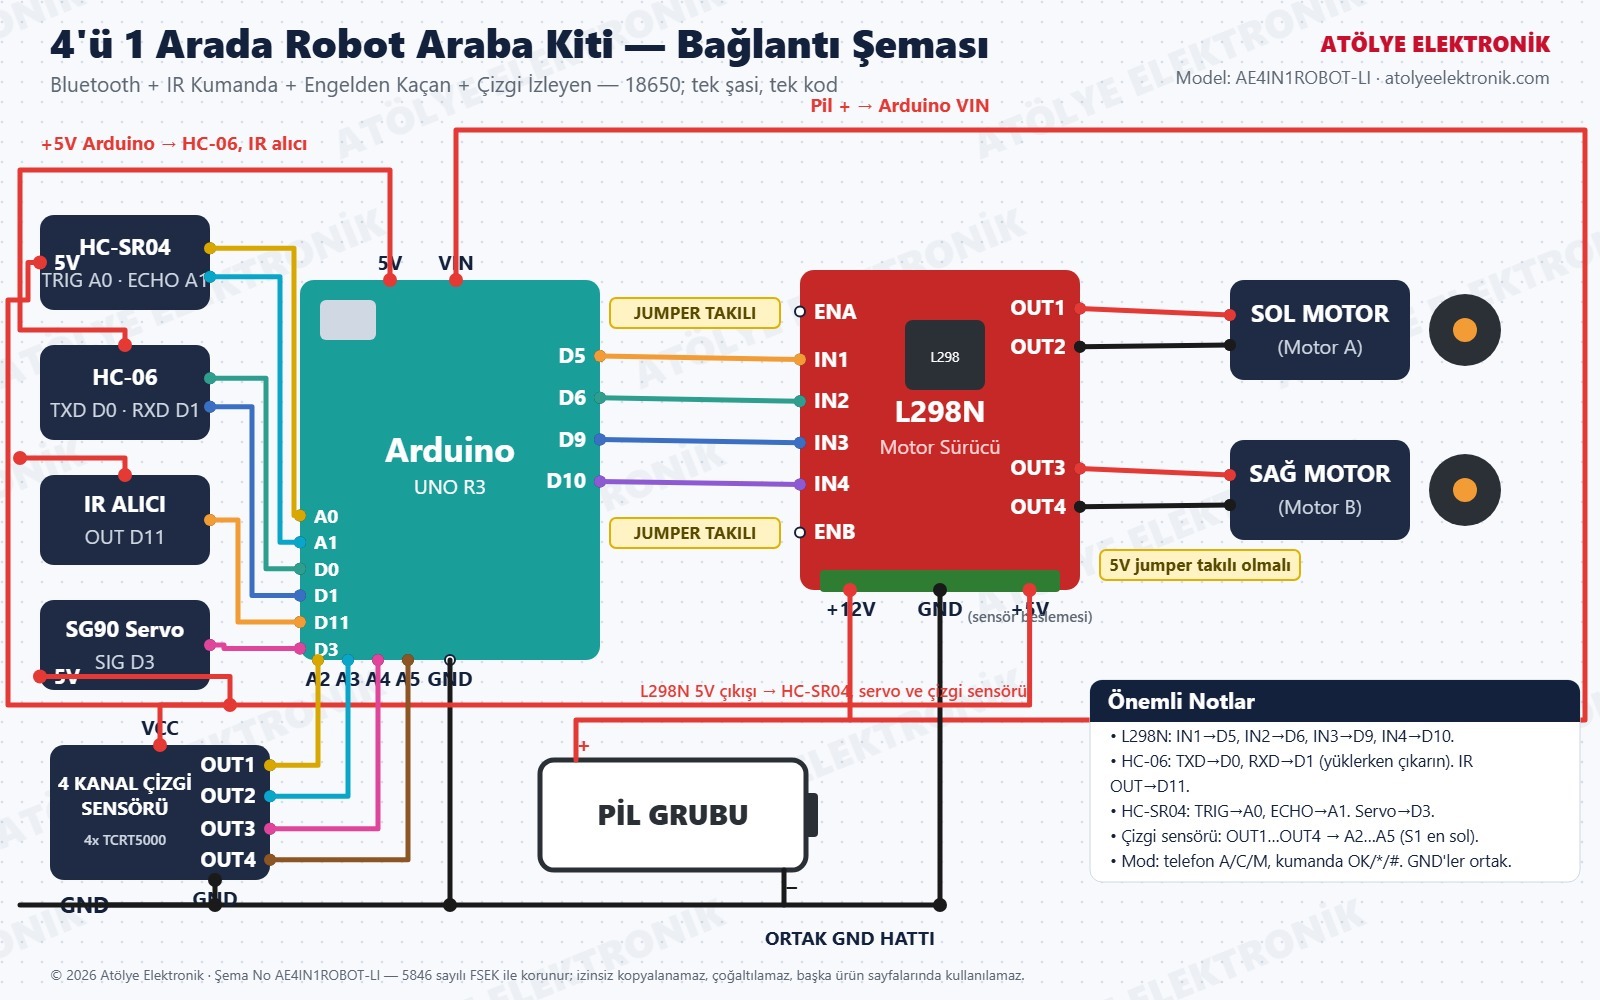 4'ü 1 Arada Robot Araba Kiti — Bağlantı Şeması
ATÖLYE ELEKTRONİK
Bluetooth + IR Kumanda + Engelden Kaçan + Çizgi İzleyen — 18650; tek şasi, tek kod
Model: AE4IN1ROBOT-LI · atolyeelektronik.com
Pil + → Arduino VIN
+5V Arduino → HC-06, IR alıcı
HC-SR04
5V
TRIG A0 · ECHO A1
HC-06
TXD D0 · RXD D1
IR ALICI
OUT D11
SG90 Servo
SIG D3
5V
5V
VIN
Arduino
UNO R3
D5
D6
D9
D10
A0
A1
D0
D1
D11
D3
A2 A3 A4 A5 GND
JUMPER TAKILI
JUMPER TAKILI
ENA
IN1
IN2
IN3
IN4
ENB
L298
L298N
Motor Sürücü
OUT1
OUT2
OUT3
OUT4
+12V
GND
+5V
(sensör beslemesi)
SOL MOTOR
(Motor A)
SAĞ MOTOR
(Motor B)
5V jumper takılı olmalı
L298N 5V çıkışı → HC-SR04, servo ve çizgi sensörü
VCC
4 KANAL ÇİZGİ
SENSÖRÜ
4x TCRT5000
OUT1
OUT2
OUT3
OUT4
GND
GND
+
PİL GRUBU
–
ORTAK GND HATTI
Önemli Notlar
• L298N: IN1→D5, IN2→D6, IN3→D9, IN4→D10.
• HC-06: TXD→D0, RXD→D1 (yüklerken çıkarın). IR
OUT→D11.
• HC-SR04: TRIG→A0, ECHO→A1. Servo→D3.
• Çizgi sensörü: OUT1...OUT4 → A2...A5 (S1 en sol).
• Mod: telefon A/C/M, kumanda OK/*/#. GND'ler ortak.
© 2026 Atölye Elektronik · Şema No AE4IN1ROBOT-LI — 5846 sayılı FSEK ile korunur; izinsiz kopyalanamaz, çoğaltılamaz, başka ürün sayfalarında kullanılamaz.